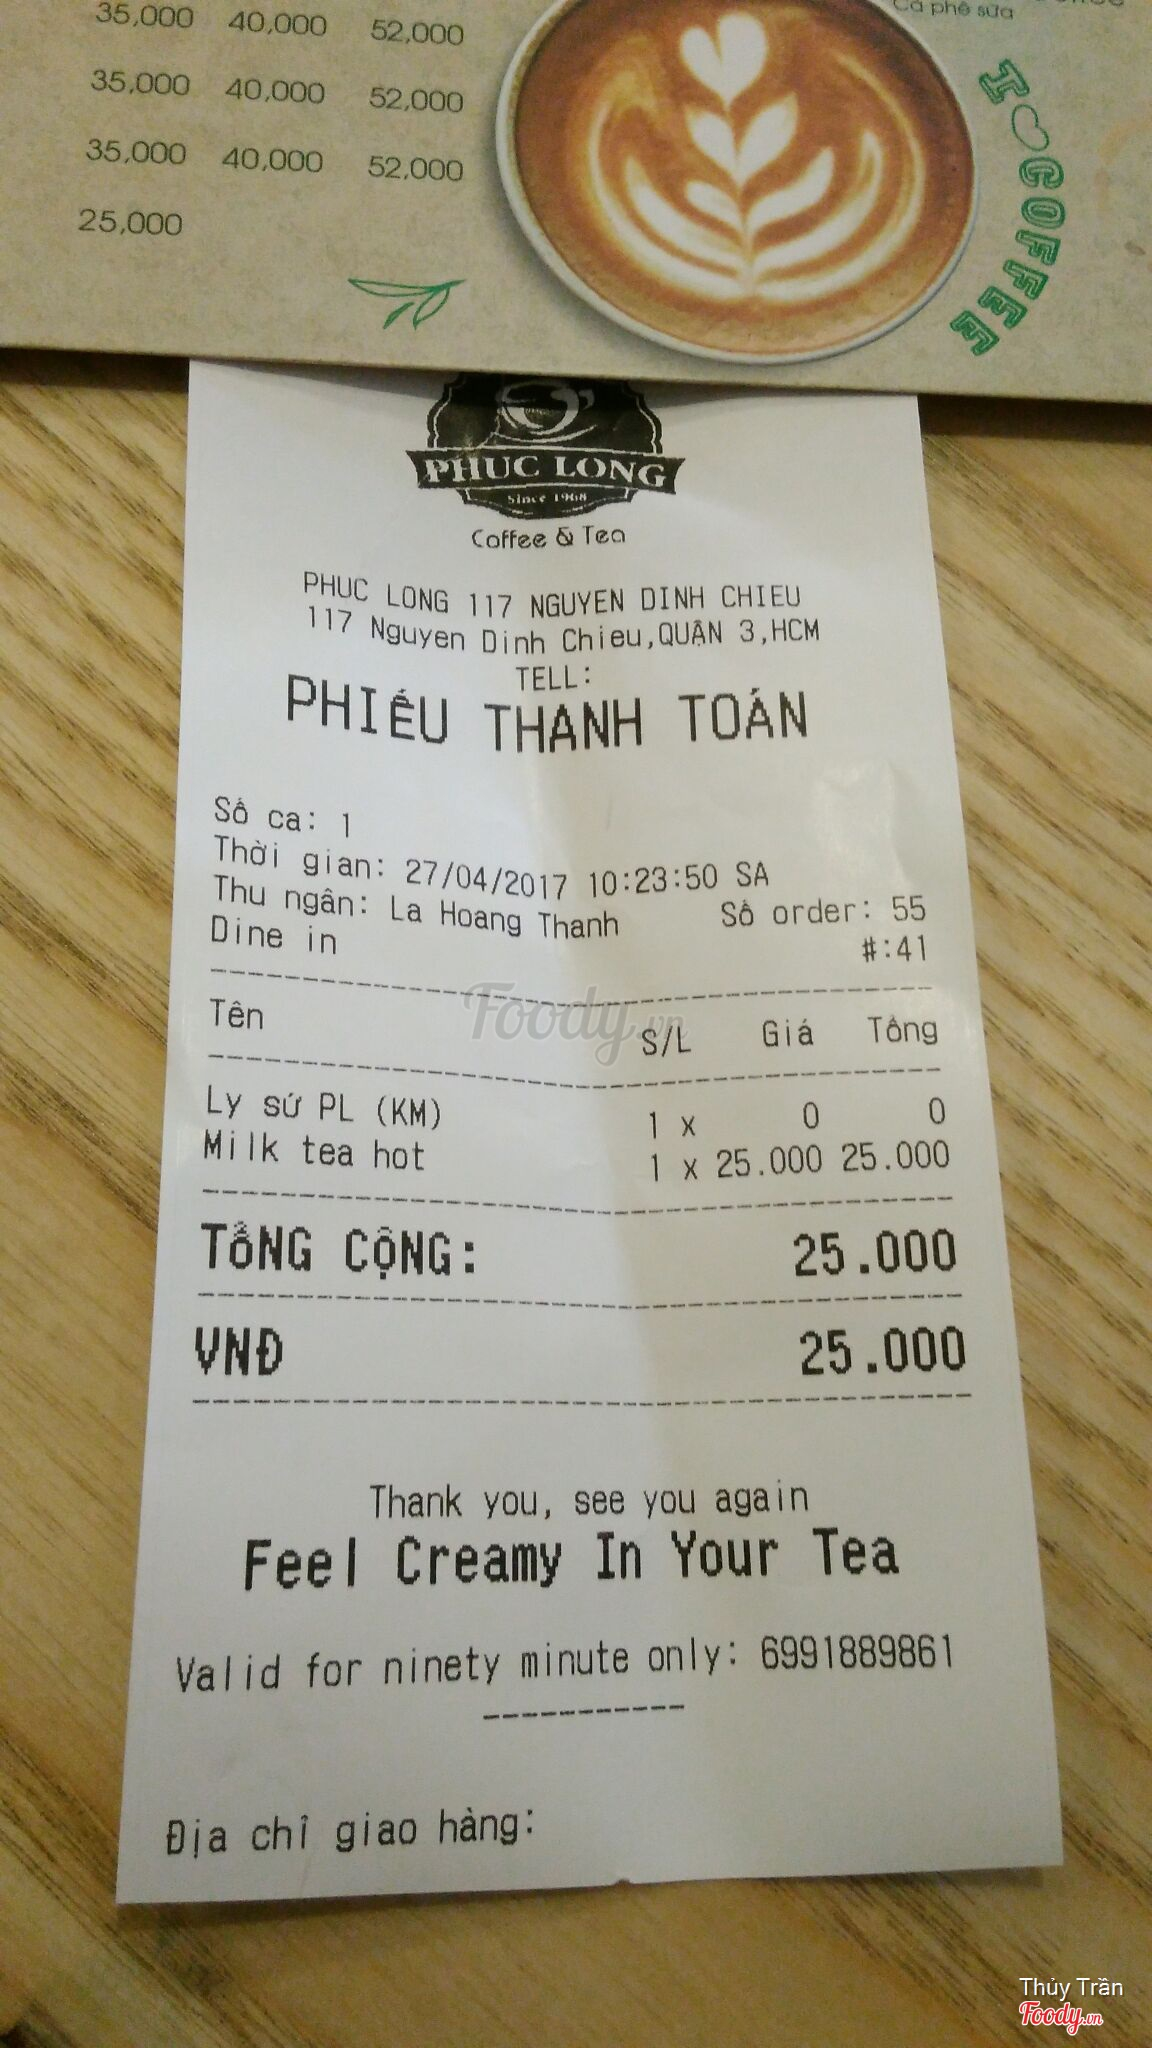 35,000 40,000 52,000
35,000 40,000 52,000
35,000 40,000 52,000
25,000
Cà phê sữa
I COFFEE
PHUC LONG
Since 1968
Coffee & Tea
PHUC LONG 117 NGUYEN DINH CHIEU
117 Nguyen Dinh Chieu,QUẬN 3,HCM
TELL:
PHIẾU THANH TOÁN
Số ca: 1
Thời gian: 27/04/2017 10:23:50 SA
Thu ngân: La Hoang Thanh Số order: 55
Dine in #:41
Tên S/L Giá Tổng
Ly sứ PL (KM) 1 x 0 0
Milk tea hot 1 x 25.000 25.000
TỔNG CỘNG: 25.000
VNĐ 25.000
Thank you, see you again
Feel Creamy In Your Tea
Valid for ninety minute only: 6991889861
Địa chỉ giao hàng:
Foody.vn
Thủy Trần
Foody.vn